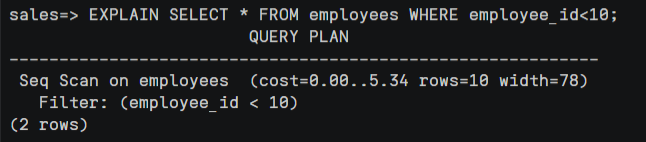 sales=> EXPLAIN SELECT * FROM employees WHERE employee_id<10;
QUERY PLAN
-----------------------------------------------------------
Seq Scan on employees  (cost=0.00..5.34 rows=10 width=78)
Filter: (employee_id < 10)
(2 rows)